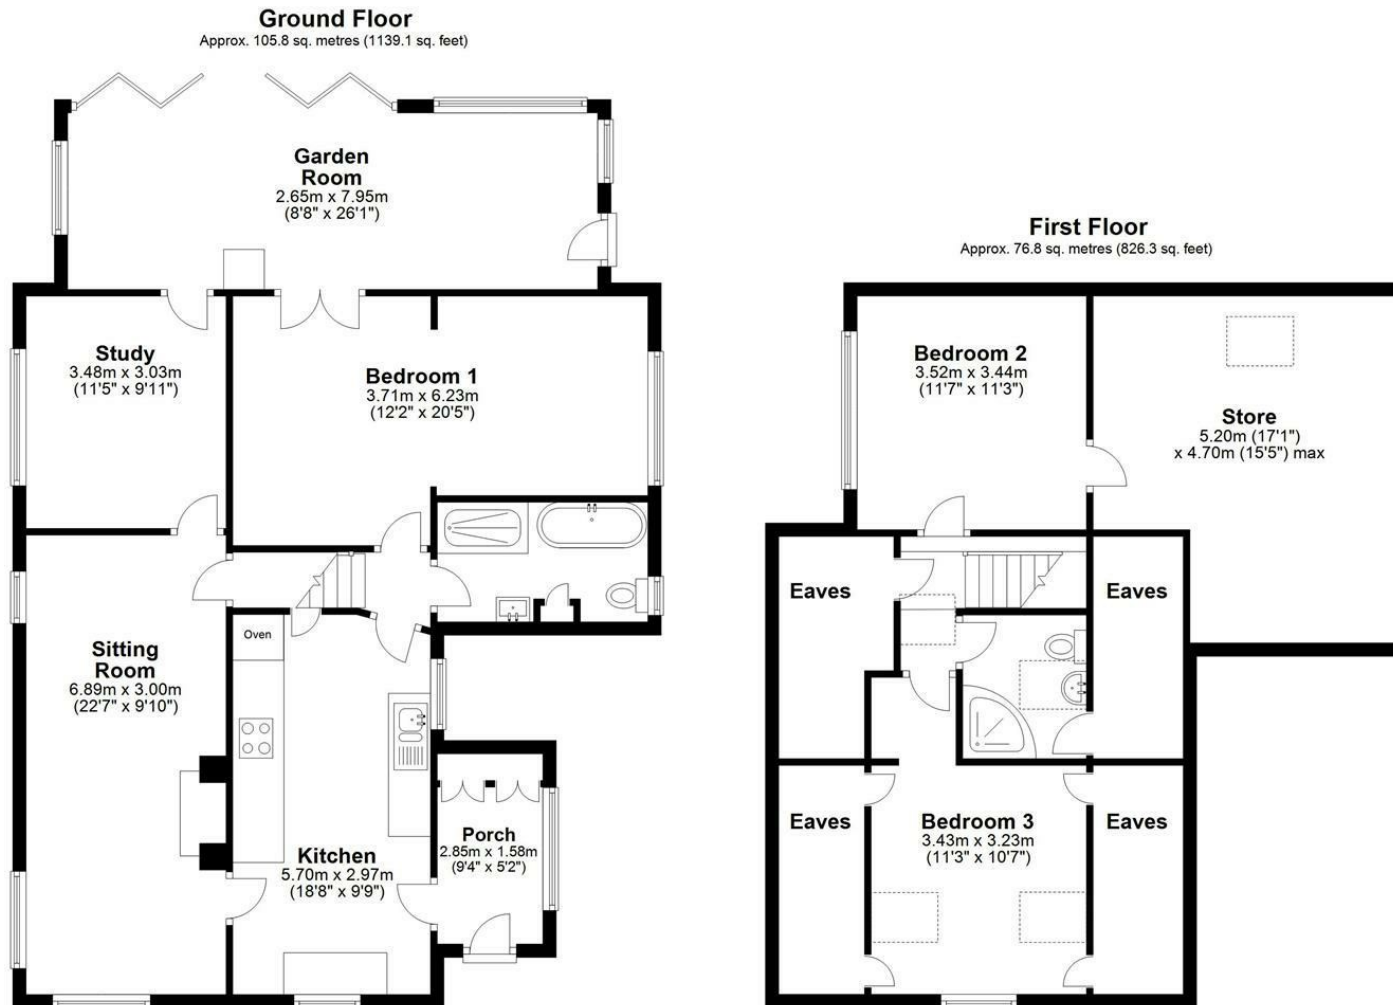 Ground Floor
Approx. 105.8 sq. metres (1139.1 sq. feet)
Garden
Room
2.65m x 7.95m
(8'8" x 26'1")
Study
3.48m x 3.03m
(11'5" x 9'11")
Bedroom 1
3.71m x 6.23m
(12'2" x 20'5")
Oven
Sitting
Room
6.89m x 3.00m
(22'7" x 9'10")
Kitchen
5.70m x 2.97m
(18'8" x 9'9")
Porch
2.85m x 1.58m
(9'4" x 5'2")
First Floor
Approx. 76.8 sq. metres (826.3 sq. feet)
Bedroom 2
3.52m x 3.44m
(11'7" x 11'3")
Store
5.20m (17'1")
x 4.70m (15'5") max
Eaves
Eaves
Eaves
Bedroom 3
3.43m x 3.23m
(11'3" x 10'7")
Eaves